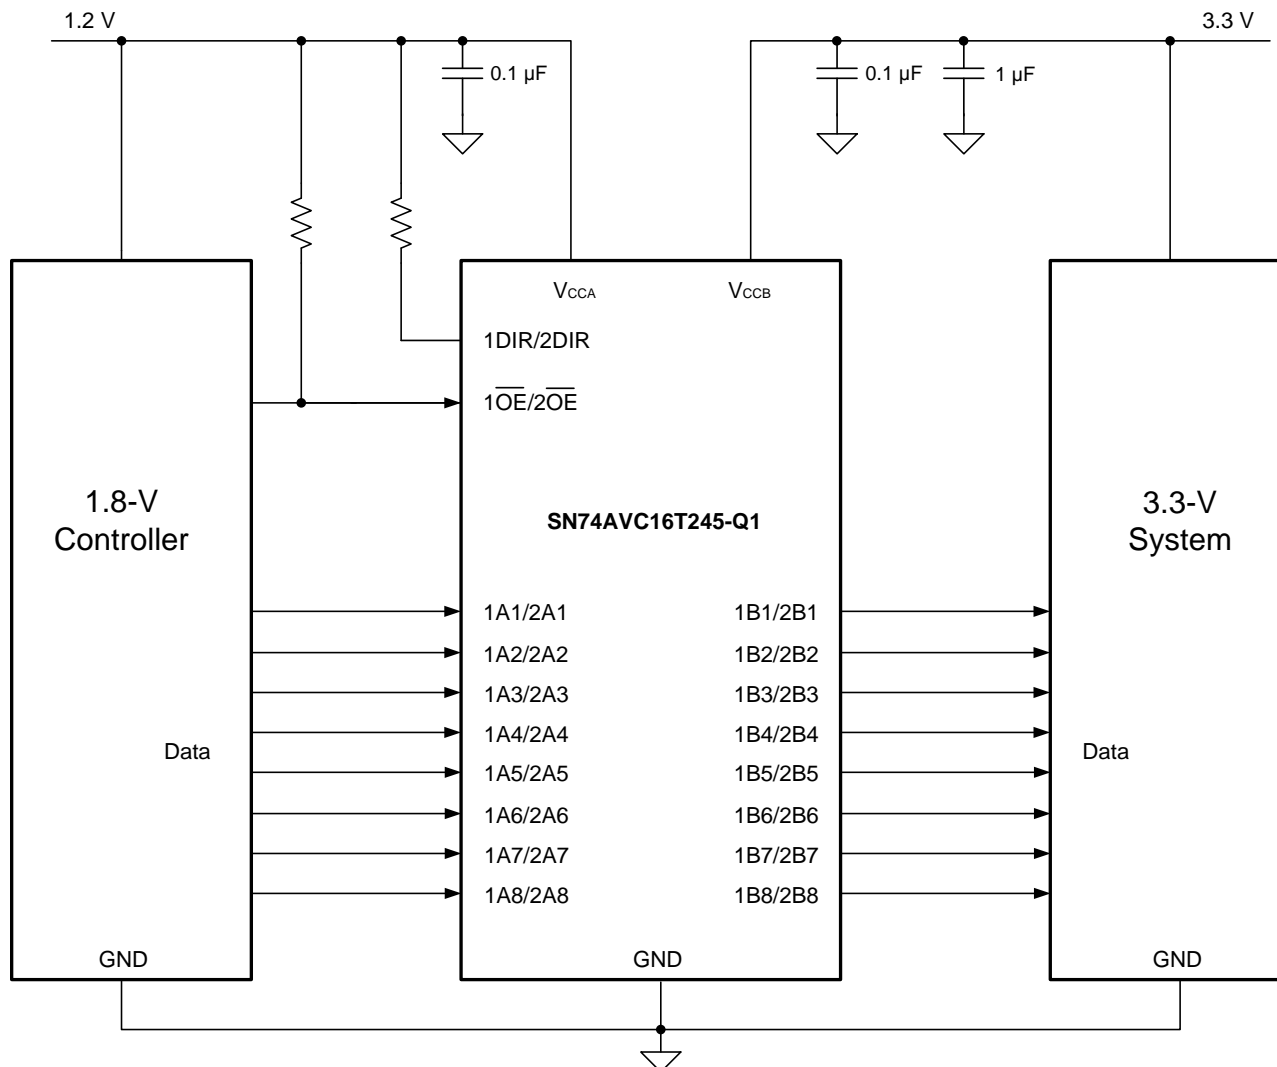 1.2 V
3.3 V
0.1 µF
0.1 µF
1 µF
VCCA
VCCB
1DIR/2DIR
1O̅E̅/2O̅E̅
1.8-V
Controller
SN74AVC16T245-Q1
3.3-V
System
1A1/2A1
1B1/2B1
1A2/2A2
1B2/2B2
1A3/2A3
1B3/2B3
1A4/2A4
1B4/2B4
Data
Data
1A5/2A5
1B5/2B5
1A6/2A6
1B6/2B6
1A7/2A7
1B7/2B7
1A8/2A8
1B8/2B8
GND
GND
GND